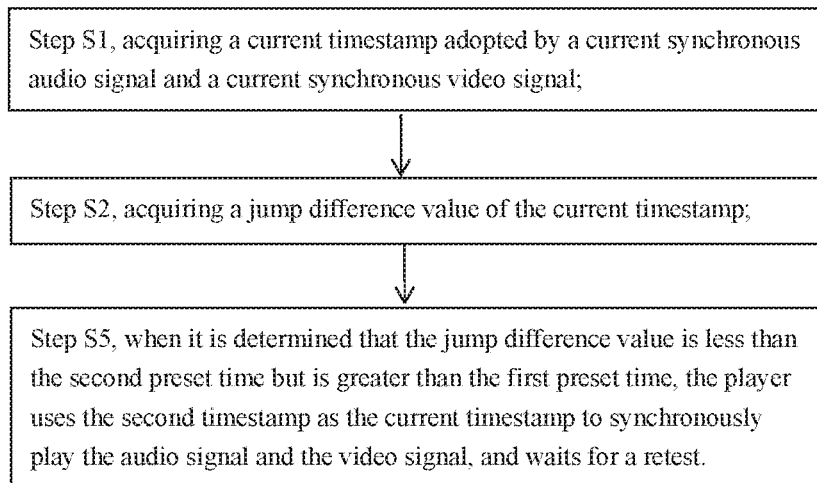 Step S1, acquiring a current timestamp adopted by a current synchronous
audio signal and a current synchronous video signal;
Step S2, acquiring a jump difference value of the current timestamp;
Step S5, when it is determined that the jump difference value is less than
the second preset time but is greater than the first preset time, the player
uses the second timestamp as the current timestamp to synchronously
play the audio signal and the video signal, and waits for a retest.